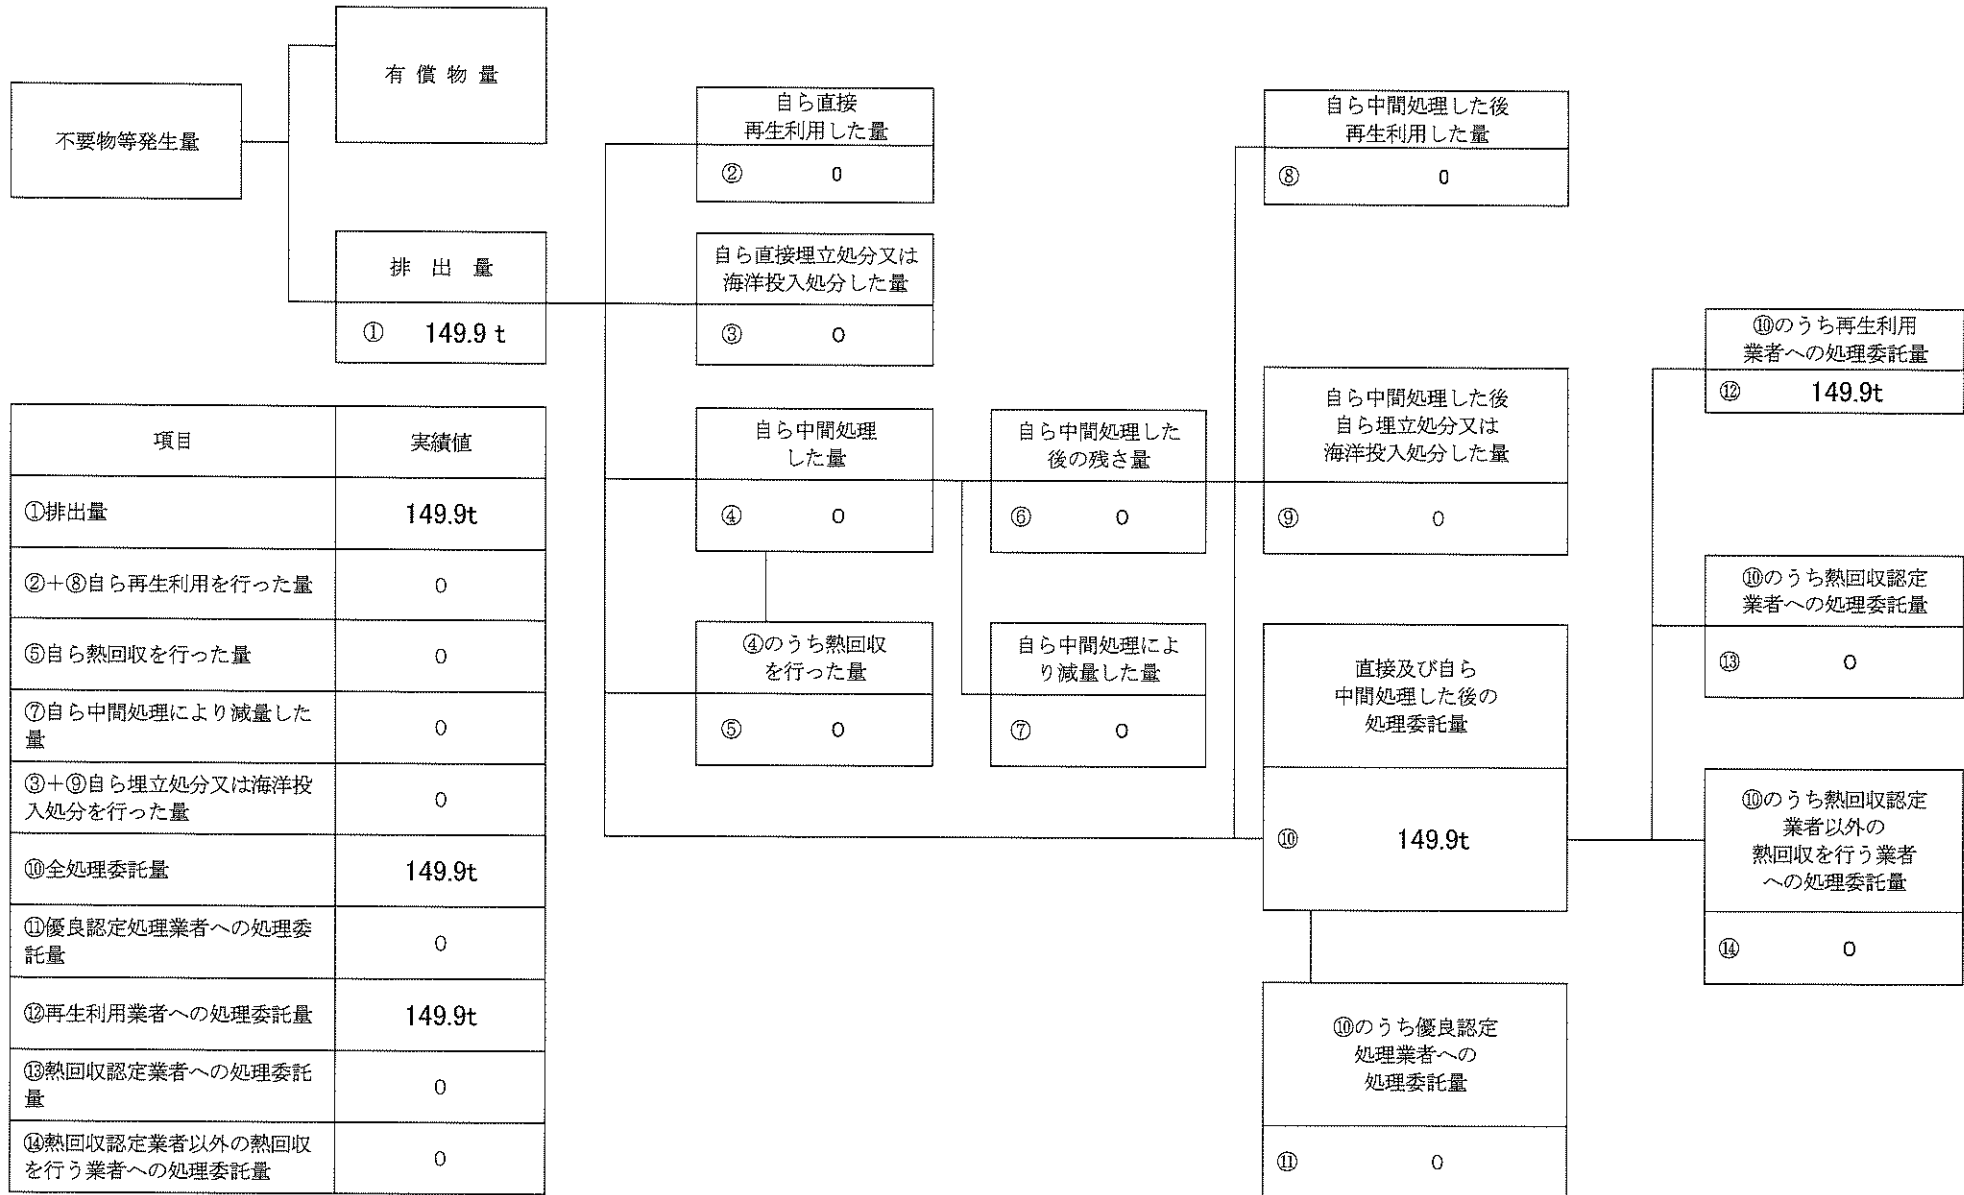 不要物等発生量
有償物量
排出量
① 149.9 t
自ら直接
再生利用した量
② 0
自ら直接埋立処分又は
海洋投入処分した量
③ 0
自ら中間処理
した量
④ 0
④のうち熱回収
を行った量
⑤ 0
自ら中間処理した
後の残さ量
⑥ 0
自ら中間処理によ
り減量した量
⑦ 0
自ら中間処理した後
再生利用した量
⑧ 0
自ら中間処理した後
自ら埋立処分又は
海洋投入処分した量
⑨ 0
直接及び自ら
中間処理した後の
処理委託量
⑩ 149.9t
⑩のうち優良認定
処理業者への
処理委託量
⑪ 0
⑩のうち再生利用
業者への処理委託量
⑫ 149.9t
⑩のうち熱回収認定
業者への処理委託量
⑬ 0
⑩のうち熱回収認定
業者以外の
熱回収を行う業者
への処理委託量
⑭ 0
項目 実績値
①排出量 149.9t
②+⑧自ら再生利用を行った量 0
⑤自ら熱回収を行った量 0
⑦自ら中間処理により減量した
量 0
③+⑨自ら埋立処分又は海洋投
入処分を行った量 0
⑩全処理委託量 149.9t
⑪優良認定処理業者への処理委
託量 0
⑫再生利用業者への処理委託量 149.9t
⑬熱回収認定業者への処理委託
量 0
⑭熱回収認定業者以外の熱回収
を行う業者への処理委託量 0